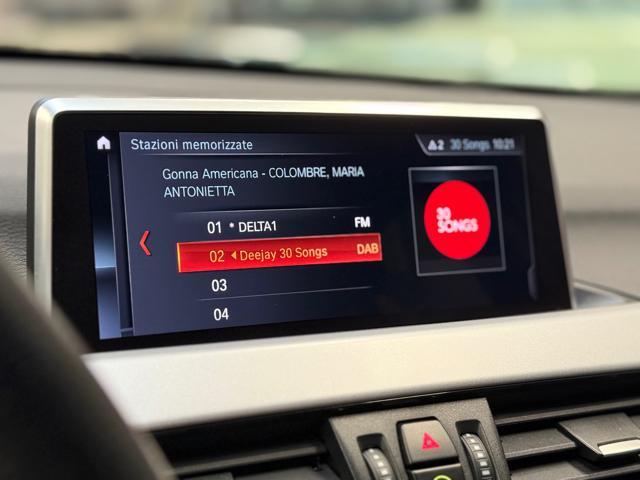 Stazioni memorizzate
2 30 Songs 10:21
Gonna Americana - COLOMBRE, MARIA
ANTONIETTA
01 * DELTA1 FM
02 Deejay 30 Songs DAB
03
04
30
SONGS